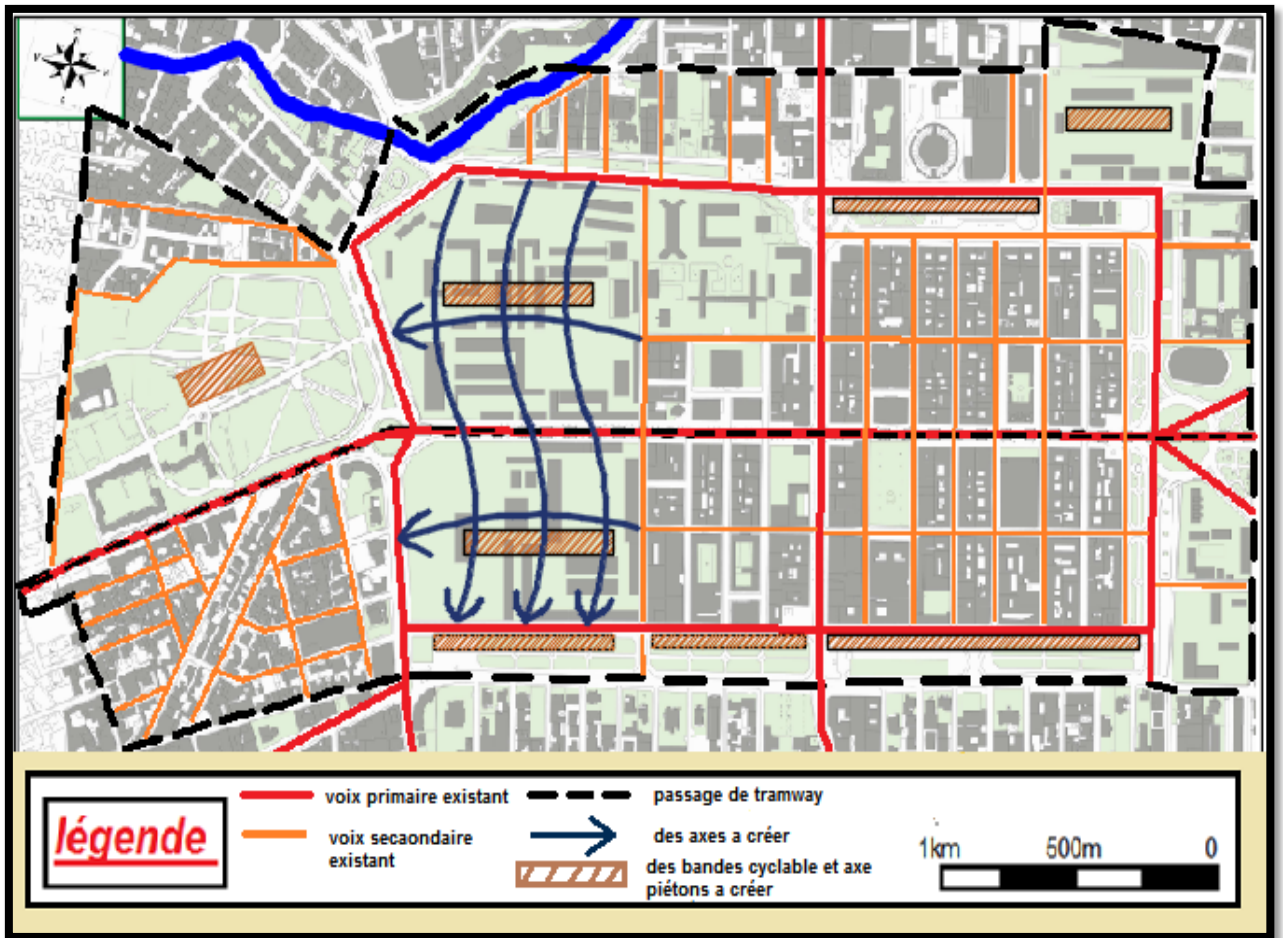 légende
voix primaire existant
voix secaondaire
existant
passage de tramway
des axes a créer
des bandes cyclable et axe
piétons a créer
1km 500m 0